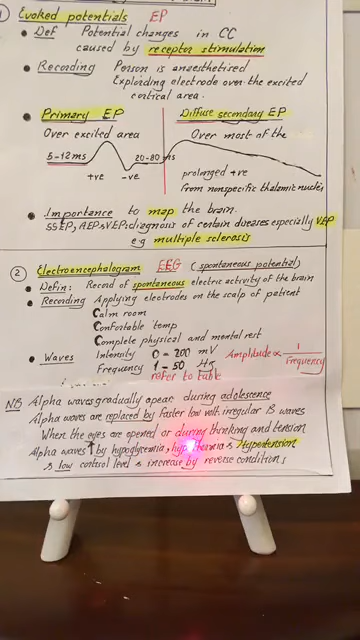 1 Evoked potentials EP
• Def Potential changes in CC
caused by receptor stimulation
• Recording Person is anaesthetised
Exploriding electrode over the excited
cortical area.
• Primary EP Diffuse secondary EP
Over excited area Over most of the
5-12 ms 20-80 ms
+ve -ve prolonged +ve
from nonspecific thalamic nucleus
• Importance to map the brain.
SSEP, AEP, VEP: diagnosis of certain diseases especially VEP
e.g multiple sclerosis
2 Electroencephalogram EEG (spontaneous potential)
• Defin: Record of spontaneous electric activity of the brain
• Recording Applying electrodes on the scalp of patient
Calm room
Confortable temp
Complete physical and mental rest
• Waves Intensity 0 - 200 mV Amplitude ∝ 1/Frequency
Frequency 1 - 50 Hz
refer to table
NB Alpha waves gradually apear during adolescence
Alpha waves are replaced by faster low volt. irregular B waves
When the eyes are opened or during thinking and tension
Alpha waves ↑ by hypoglycemia, & Hypotension
& low cortisol level & increase by reverse conditions